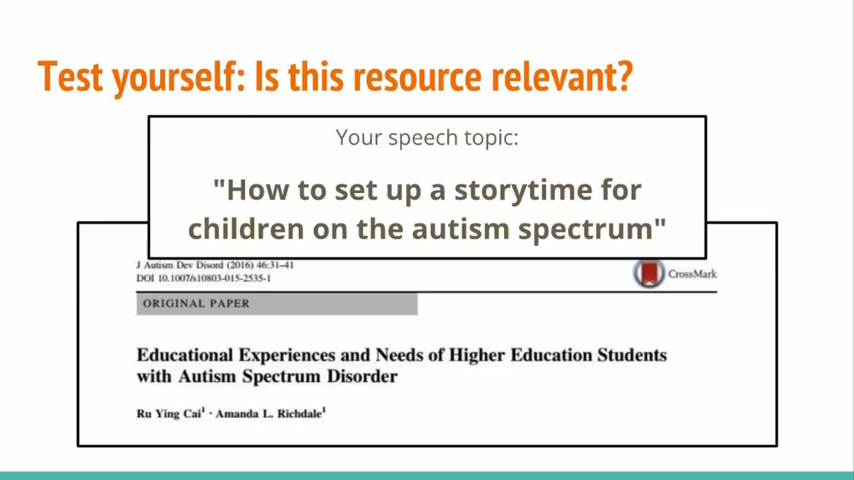 Test yourself: Is this resource relevant?
Your speech topic:
"How to set up a storytime for
children on the autism spectrum"
J Autism Dev Disord (2016) 46:31–41
DOI 10.1007/s10803-015-2535-1
CrossMark
ORIGINAL PAPER
Educational Experiences and Needs of Higher Education Students
with Autism Spectrum Disorder
Ru Ying Cai¹ · Amanda L. Richdale¹